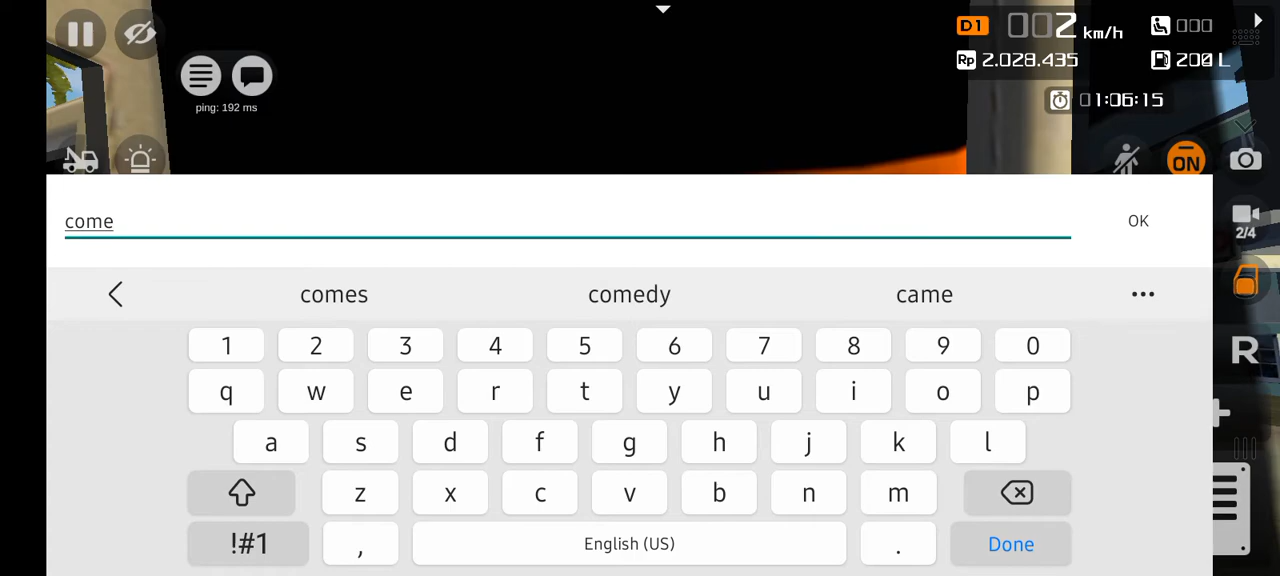 D1 002 km/h 000
Rp 2.028.435 200 L
ping: 192 ms
01:06:15
ON
come OK
2/4
comes comedy came
1 2 3 4 5 6 7 8 9 0
q w e r t y u i o p
R
a s d f g h j k l
z x c v b n m
!#1 , English (US) . Done